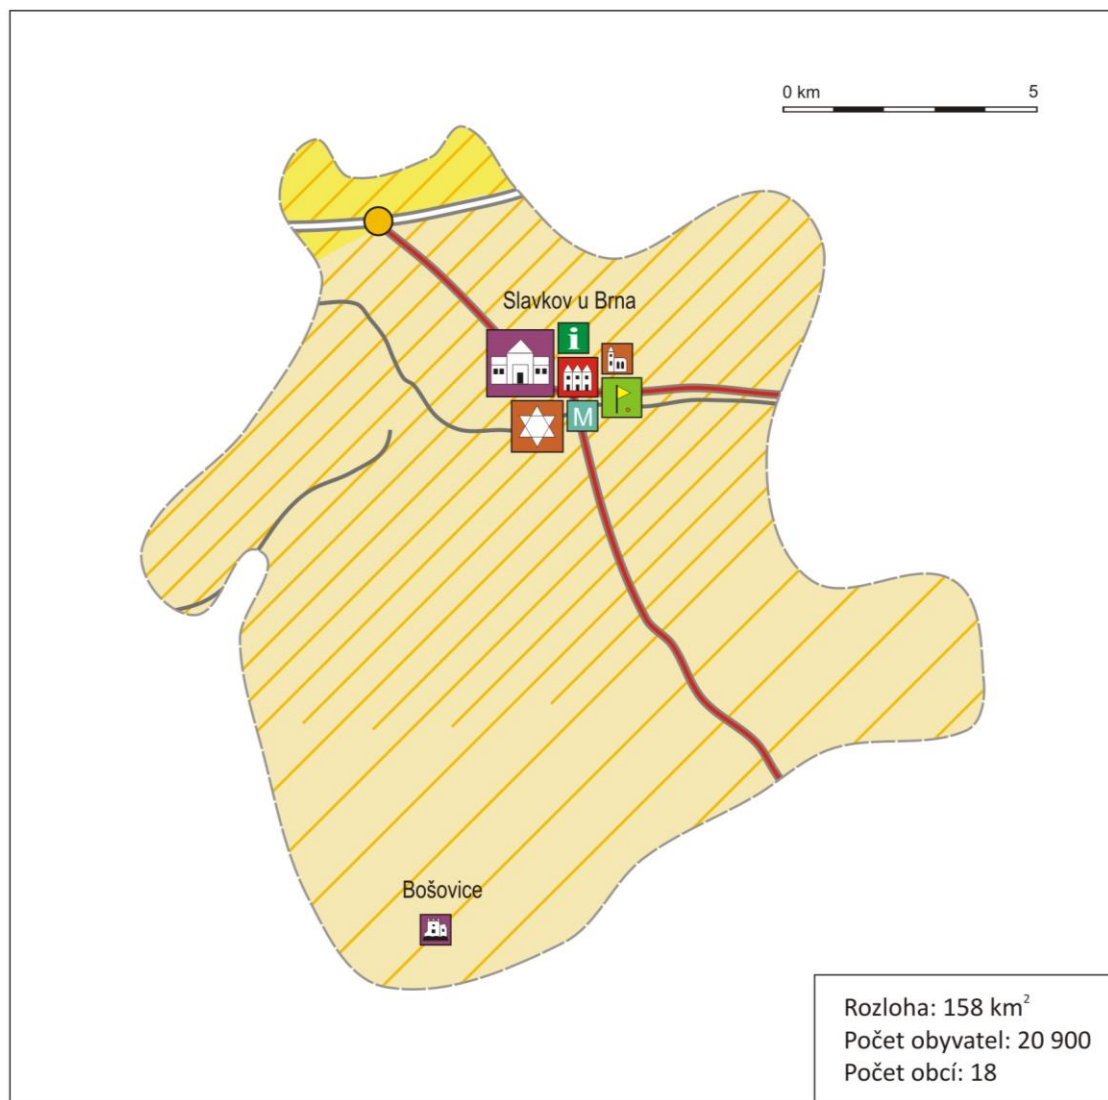 0 km 5
Slavkov u Brna
i
M
Bošovice
Rozloha: 158 km²
Počet obyvatel: 20 900
Počet obcí: 18